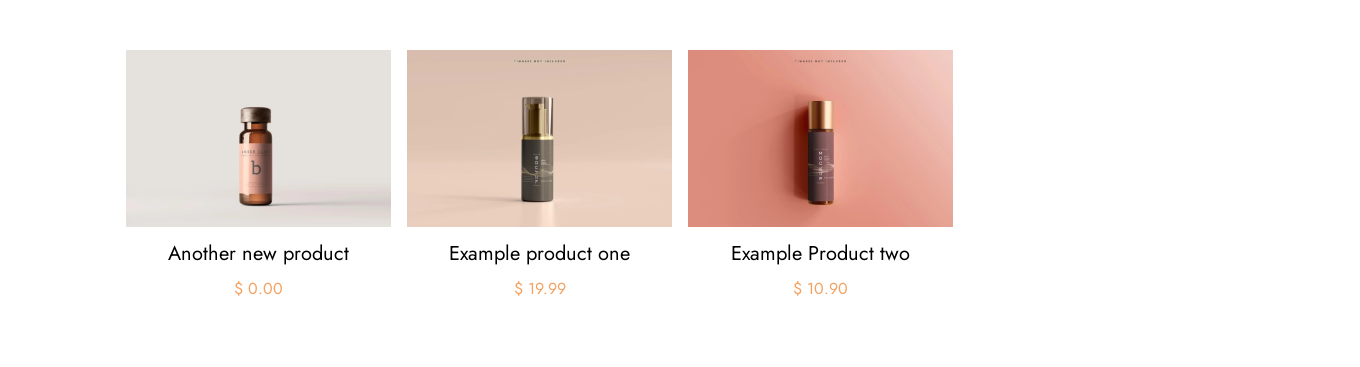 b
Another new product
Example product one
Example Product two
$ 0.00
$ 19.99
$ 10.90